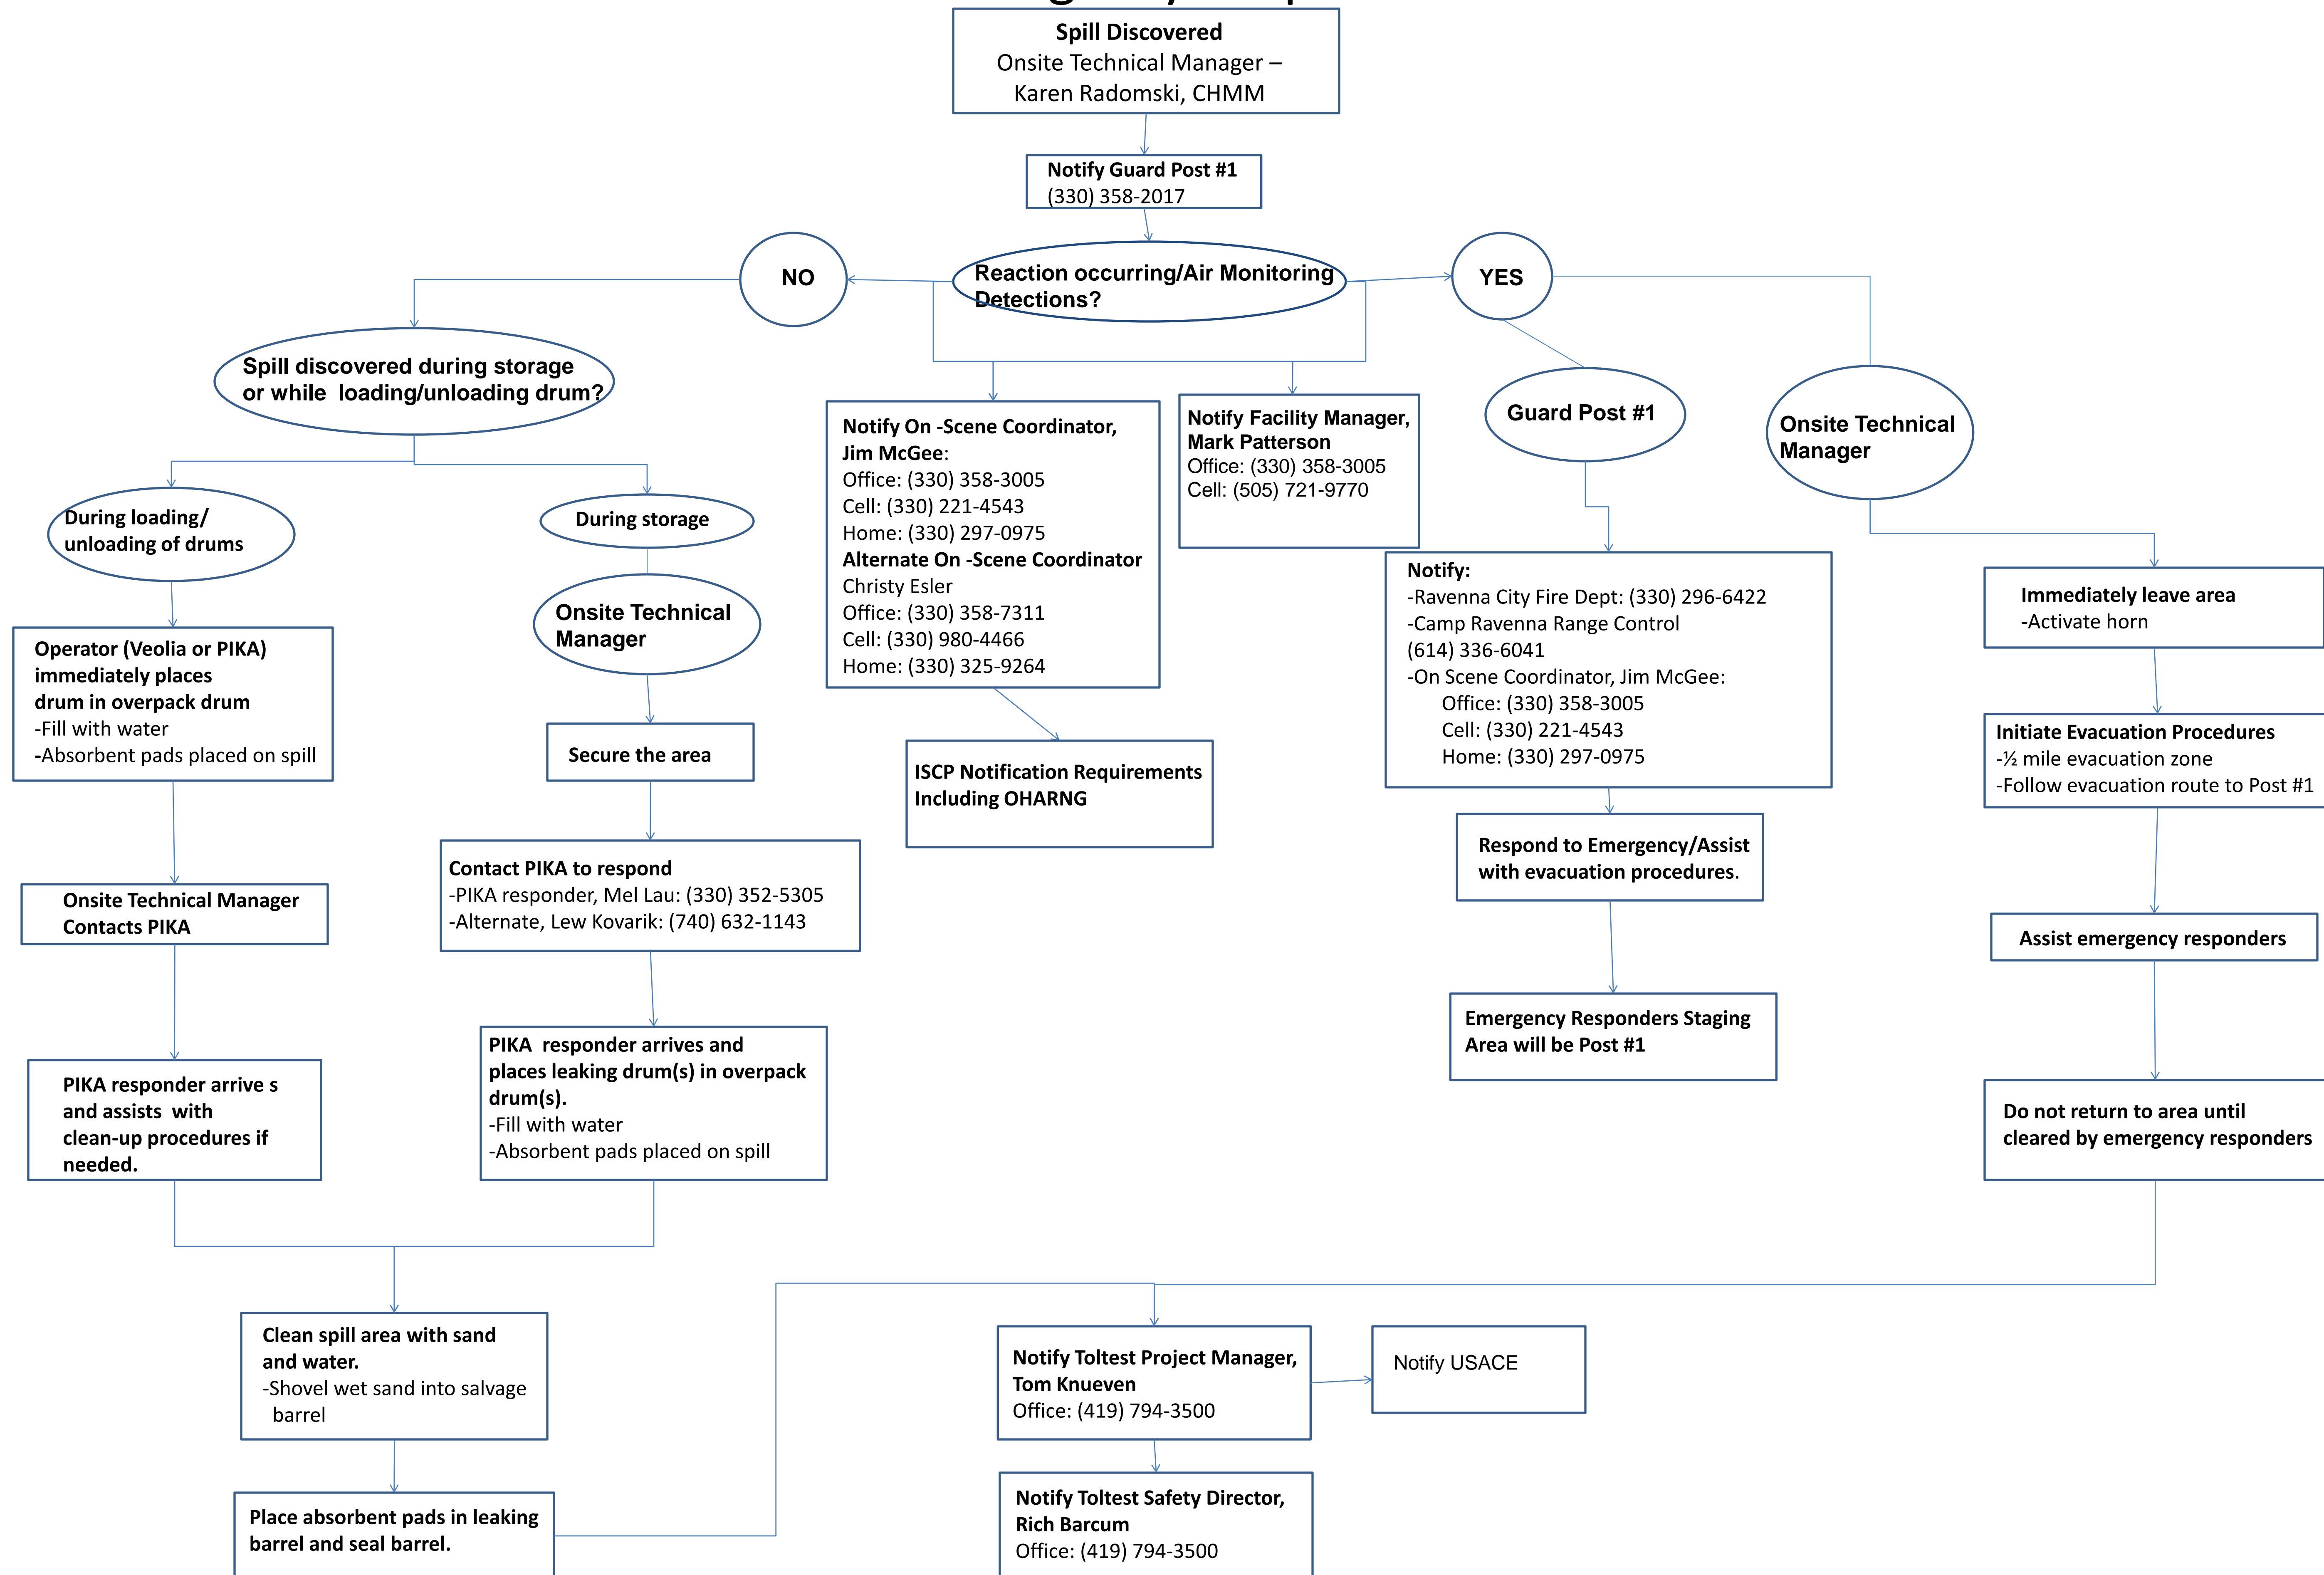 Spill Discovered
Onsite Technical Manager –
Karen Radomski, CHMM
Notify Guard Post #1
(330) 358-2017
NO
Reaction occurring/Air Monitoring
Detections?
YES
Spill discovered during storage
or while loading/unloading drum?
During loading/
unloading of drums
During storage
Onsite Technical
Manager
Operator (Veolia or PIKA)
immediately places
drum in overpack drum
-Fill with water
-Absorbent pads placed on spill
Secure the area
Onsite Technical Manager
Contacts PIKA
Contact PIKA to respond
-PIKA responder, Mel Lau: (330) 352-5305
-Alternate, Lew Kovarik: (740) 632-1143
PIKA responder arrive s
and assists with
clean-up procedures if
needed.
PIKA responder arrives and
places leaking drum(s) in overpack
drum(s).
-Fill with water
-Absorbent pads placed on spill
Clean spill area with sand
and water.
-Shovel wet sand into salvage
barrel
Place absorbent pads in leaking
barrel and seal barrel.
Notify On -Scene Coordinator,
Jim McGee:
Office: (330) 358-3005
Cell: (330) 221-4543
Home: (330) 297-0975
Alternate On -Scene Coordinator
Christy Esler
Office: (330) 358-7311
Cell: (330) 980-4466
Home: (330) 325-9264
ISCP Notification Requirements
Including OHARNG
Notify Facility Manager,
Mark Patterson
Office: (330) 358-3005
Cell: (505) 721-9770
Guard Post #1
Notify:
-Ravenna City Fire Dept: (330) 296-6422
-Camp Ravenna Range Control
(614) 336-6041
-On Scene Coordinator, Jim McGee:
Office: (330) 358-3005
Cell: (330) 221-4543
Home: (330) 297-0975
Respond to Emergency/Assist
with evacuation procedures.
Emergency Responders Staging
Area will be Post #1
Onsite Technical
Manager
Immediately leave area
-Activate horn
Initiate Evacuation Procedures
-½ mile evacuation zone
-Follow evacuation route to Post #1
Assist emergency responders
Do not return to area until
cleared by emergency responders
Notify Toltest Project Manager,
Tom Knueven
Office: (419) 794-3500
Notify USACE
Notify Toltest Safety Director,
Rich Barcum
Office: (419) 794-3500